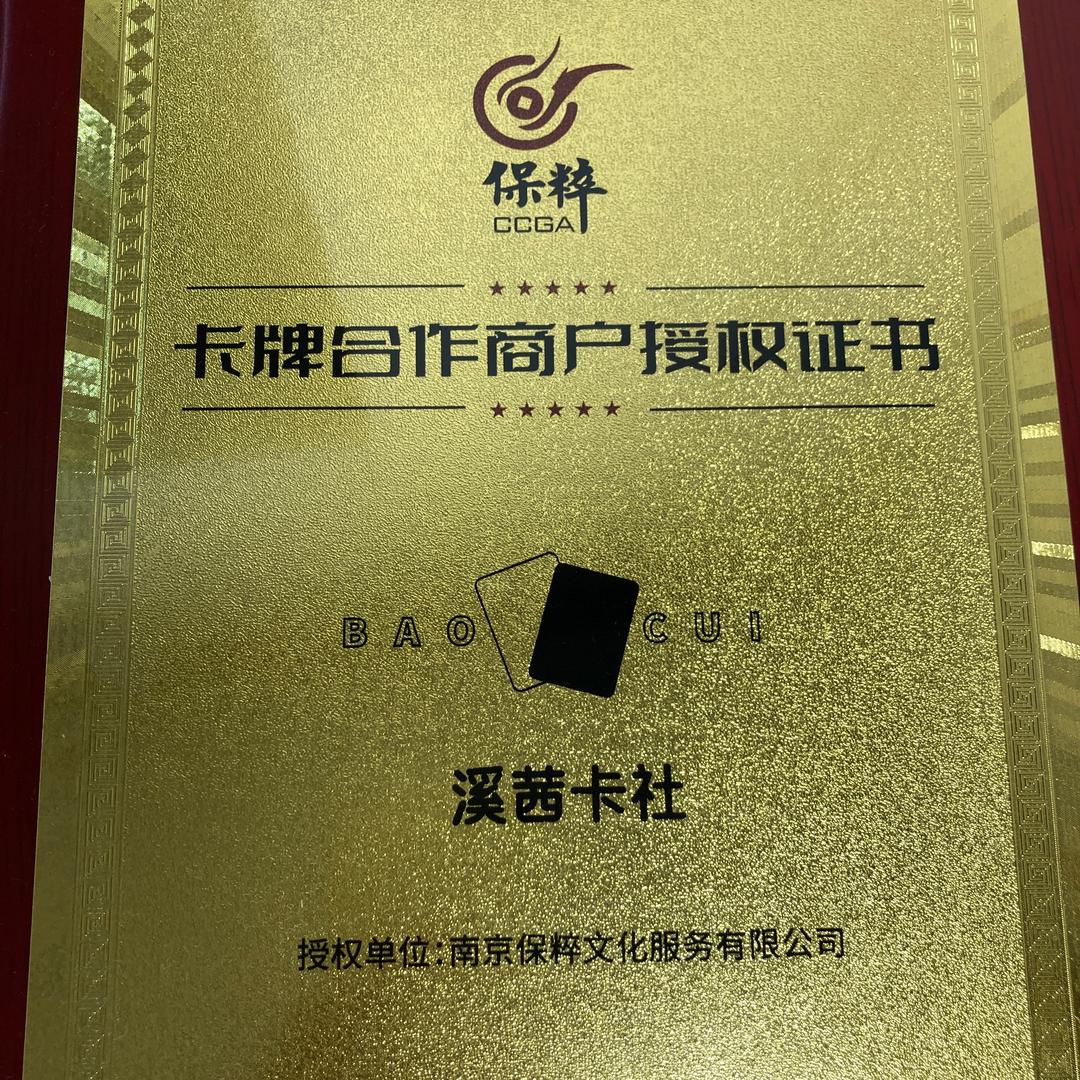 保粹
CCGA
卡牌合作商户授权证书
BAO CUI
溪茜卡社
授权单位:南京保粹文化服务有限公司